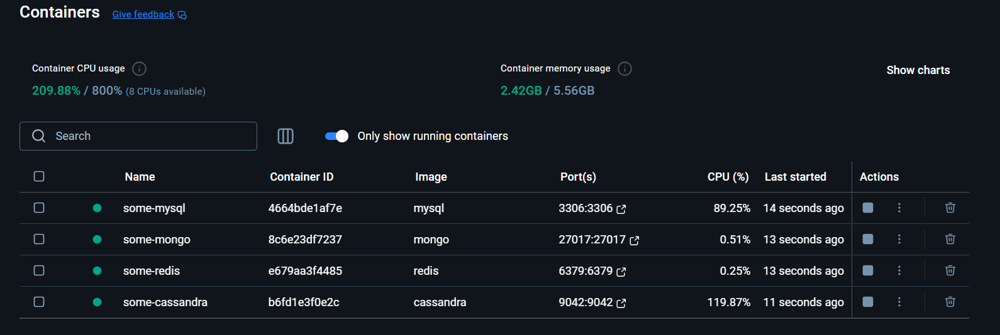 Containers Give feedback
Container CPU usage Container memory usage Show charts
209.88% / 800% (8 CPUs available) 2.42GB / 5.56GB
Search Only show running containers
Name Container ID Image Port(s) CPU (%) Last started Actions
some-mysql 4664bde1af7e mysql 3306:3306 89.25% 14 seconds ago
some-mongo 8c6e23df7237 mongo 27017:27017 0.51% 13 seconds ago
some-redis e679aa3f4485 redis 6379:6379 0.25% 13 seconds ago
some-cassandra b6fd1e3f0e2c cassandra 9042:9042 119.87% 11 seconds ago